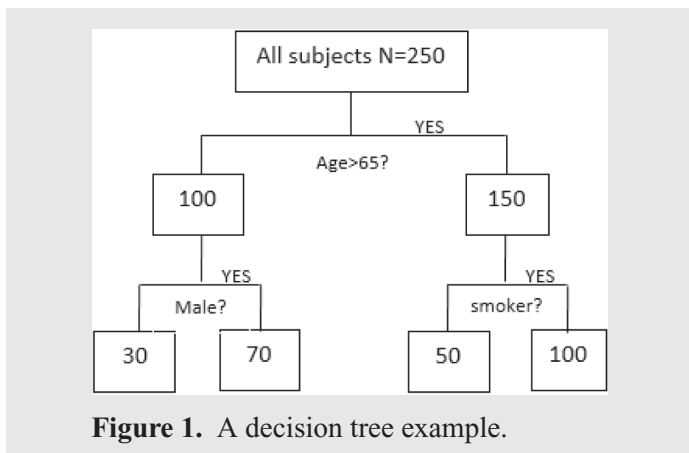 All subjects N=250
YES
Age>65?
100
150
YES
YES
Male?
smoker?
30
70
50
100
Figure 1. A decision tree example.